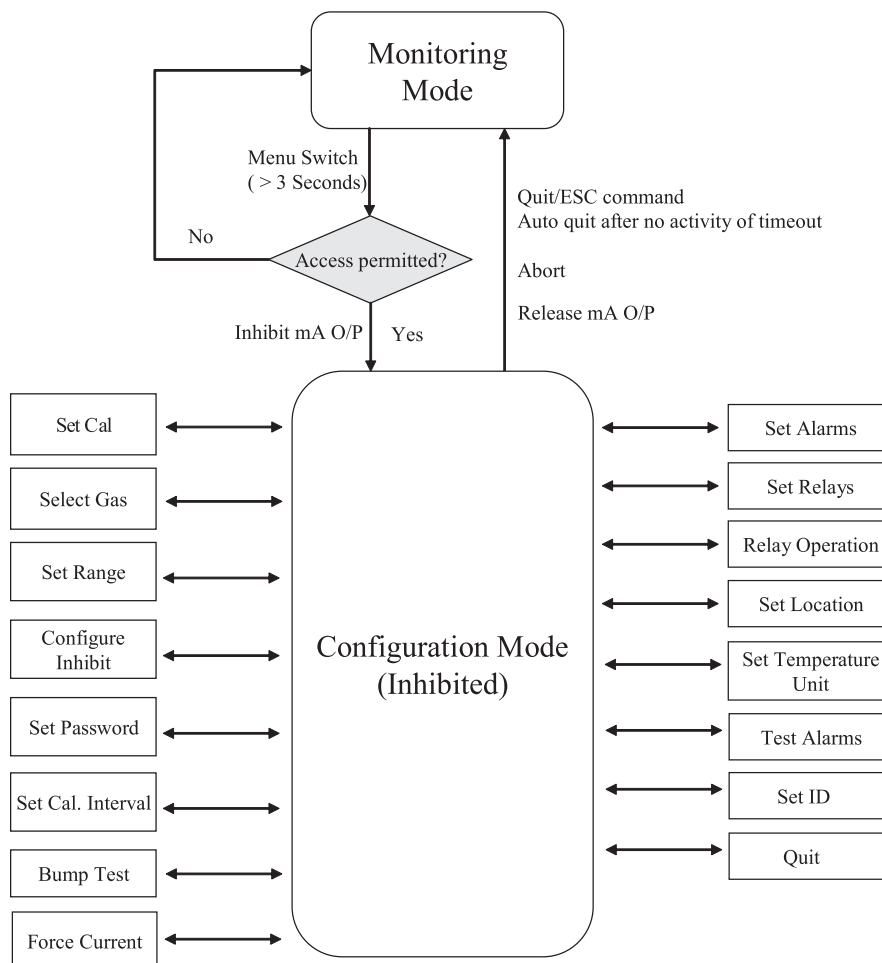 Monitoring
Mode
Menu Switch
( > 3 Seconds)
Quit/ESC command
Auto quit after no activity of timeout
No
Access permitted?
Abort
Release mA O/P
Inhibit mA O/P
Yes
Set Cal
Select Gas
Set Range
Configure
Inhibit
Set Password
Set Cal. Interval
Bump Test
Force Current
Configuration Mode
(Inhibited)
Set Alarms
Set Relays
Relay Operation
Set Location
Set Temperature
Unit
Test Alarms
Set ID
Quit